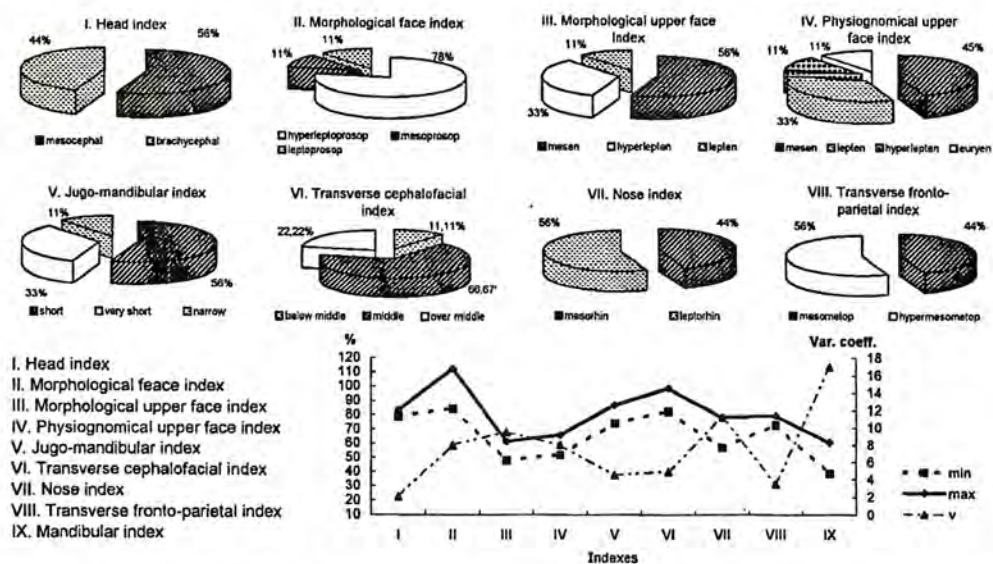 I. Head index
44%
56%
mesocephal brachycephal
II. Morphological face index
11%
11%
78%
hyperleptoprosop mesoprosop
leptoprosop
III. Morphological upper face
Index
11%
56%
33%
mesen hyperlepten lepten
IV. Physiognomical upper
face index
11%
11%
45%
33%
mesen lepten hyperlepten euryen
V. Jugo-mandibular index
11%
33%
56%
short very short narrow
VI. Transverse cephalofacial
index
22,22%
11,11%
66,67'
below middle middle over middle
VII. Nose index
56%
44%
mesorhin leptorhin
VIII. Transverse fronto-
parietal index
56%
44%
mesometop hypermesometop
I. Head index
II. Morphological feace index
III. Morphological upper face index
IV. Physiognomical upper face index
V. Jugo-mandibular index
VI. Transverse cephalofacial index
VII. Nose index
VIII. Transverse fronto-parietal index
IX. Mandibular index
%
120
110
100
90
80
70
60
50
40
30
20
10
Var. coeff.
18
16
14
12
10
8
6
4
2
0
I II III IV V VI VII VIII IX
Indexes
min
max
v